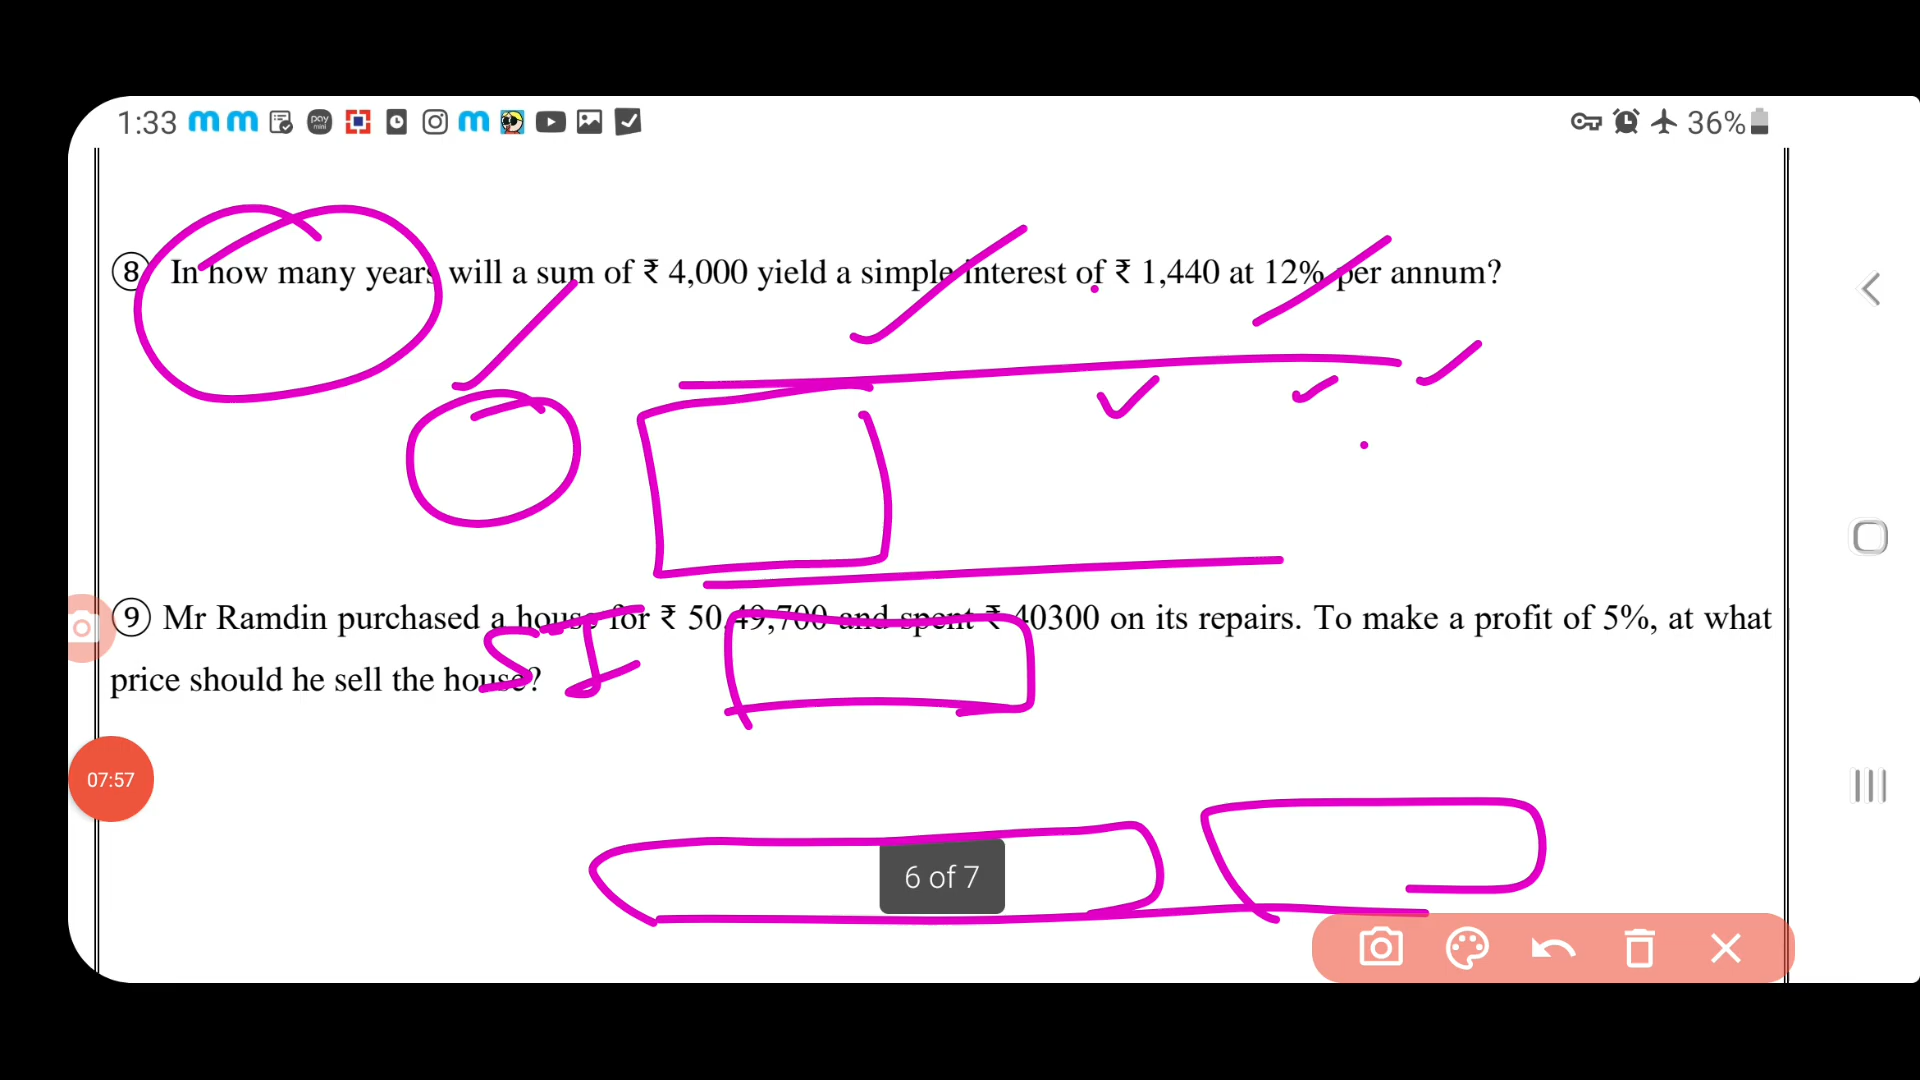 1:33 pay mini 36%
⑧ In how many years will a sum of ₹ 4,000 yield a simple interest of ₹ 1,440 at 12% per annum?
⑨ Mr Ramdin purchased a house for ₹ 50,49,700 and spent ₹ 40300 on its repairs. To make a profit of 5%, at what
price should he sell the house?
SI
07:57
6 of 7